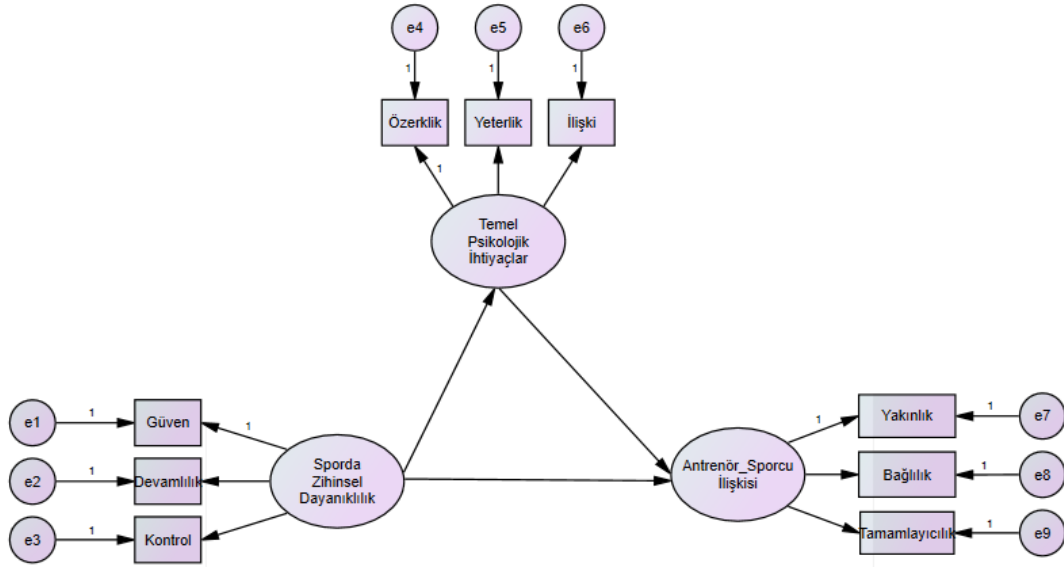 e4
e5
e6
1
1
1
Özerklik
Yeterlik
İlişki
1
Temel
Psikolojik
İhtiyaçlar
e1
1
Güven
1
e2
1
Devamlılık
e3
1
Kontrol
Sporda
Zihinsel
Dayanıklılık
Antrenör_Sporcu
İlişkisi
1
Yakınlık
1
e7
Bağlılık
1
e8
Tamamlayıcılık
1
e9